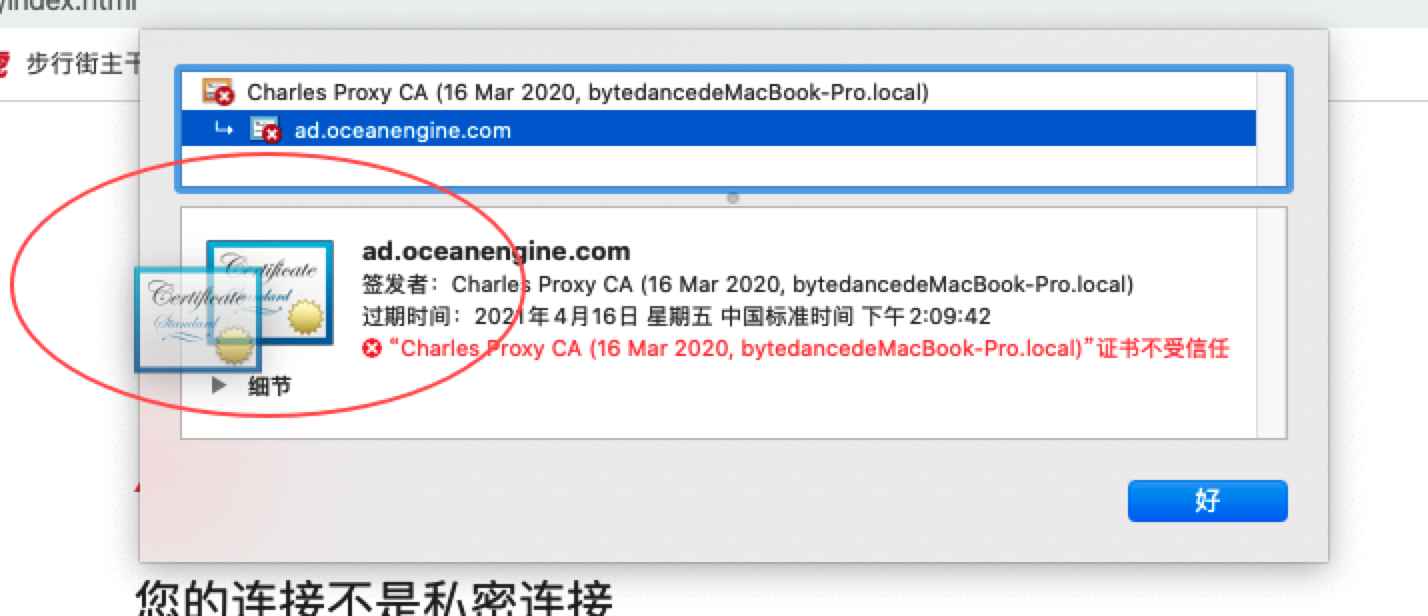 /index.html
步行街主干
Charles Proxy CA (16 Mar 2020, bytedancedeMacBook-Pro.local)
ad.oceanengine.com
ad.oceanengine.com
签发者：Charles Proxy CA (16 Mar 2020, bytedancedeMacBook-Pro.local)
过期时间：2021年4月16日 星期五 中国标准时间 下午2:09:42
“Charles Proxy CA (16 Mar 2020, bytedancedeMacBook-Pro.local)”证书不受信任
Certificate
Standard
Certificate
Standard
细节
好
您的连接不是私密连接